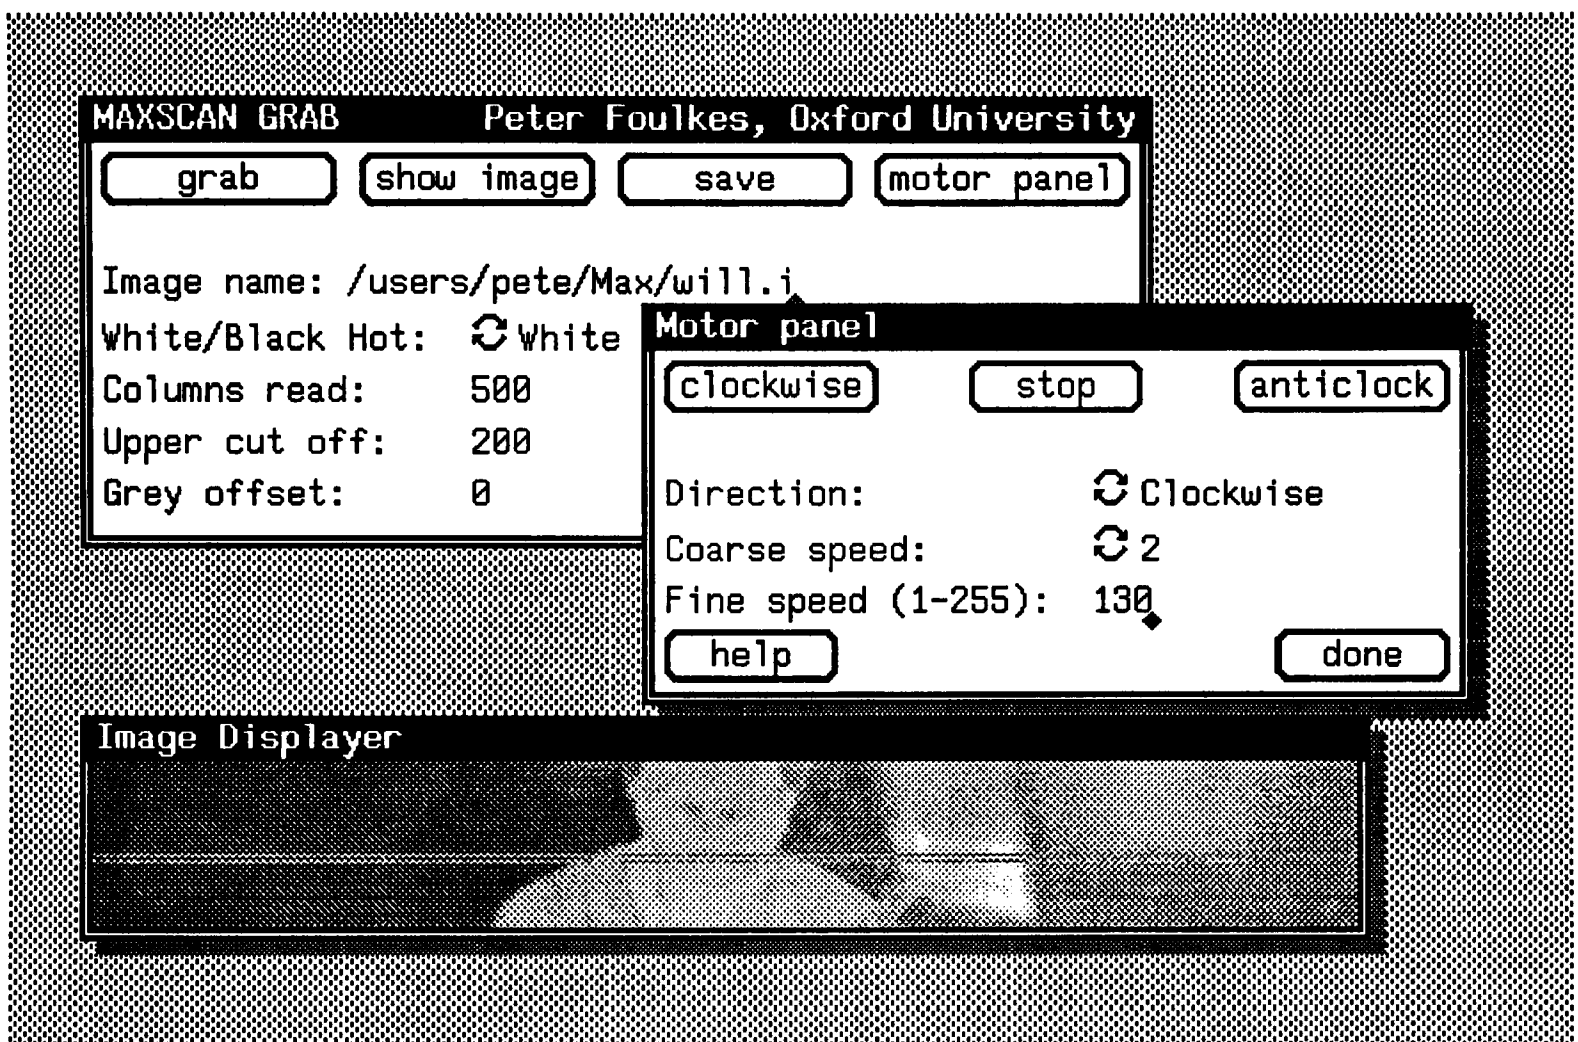 MAXSCAN GRAB Peter Foulkes, Oxford University
grab show image save motor panel
Image name: /users/pete/Max/will.i
White/Black Hot: White
Columns read: 500
Upper cut off: 200
Grey offset: 0
Motor panel
clockwise stop anticlock
Direction: Clockwise
Coarse speed: 2
Fine speed (1-255): 130
help done
Image Displayer